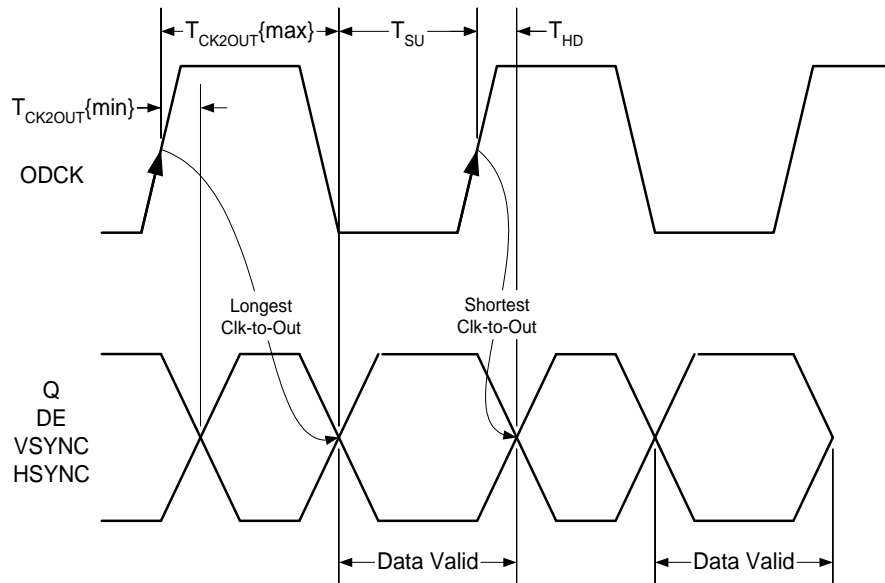 T_CK2OUT{max}
T_SU
T_HD
T_CK2OUT{min}
ODCK
Longest
Clk-to-Out
Shortest
Clk-to-Out
Q
DE
VSYNC
HSYNC
Data Valid
Data Valid